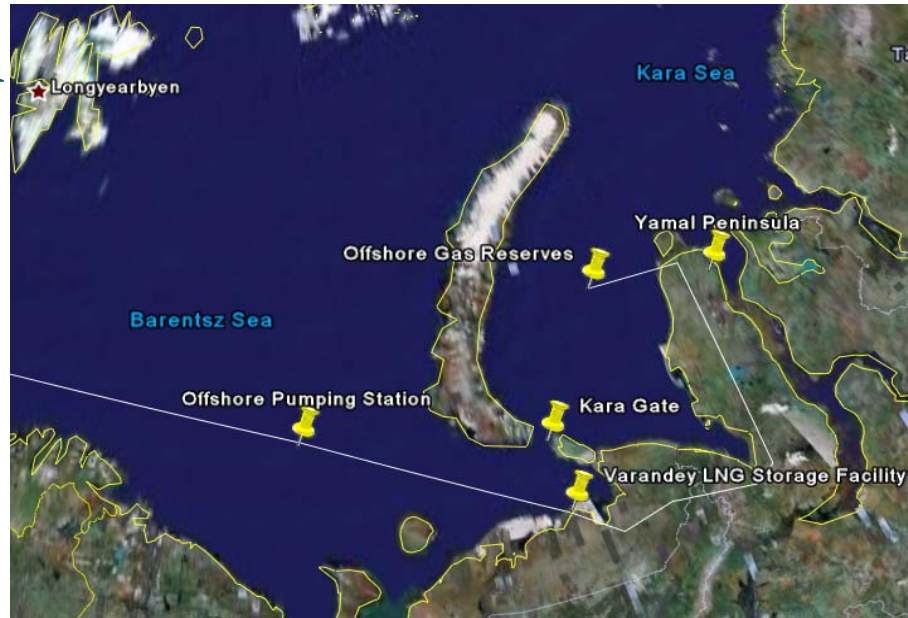 Kara Sea
Longyearbyen
Yamal Peninsula
Offshore Gas Reserves
Barentsz Sea
Offshore Pumping Station
Kara Gate
Varandey LNG Storage Facility